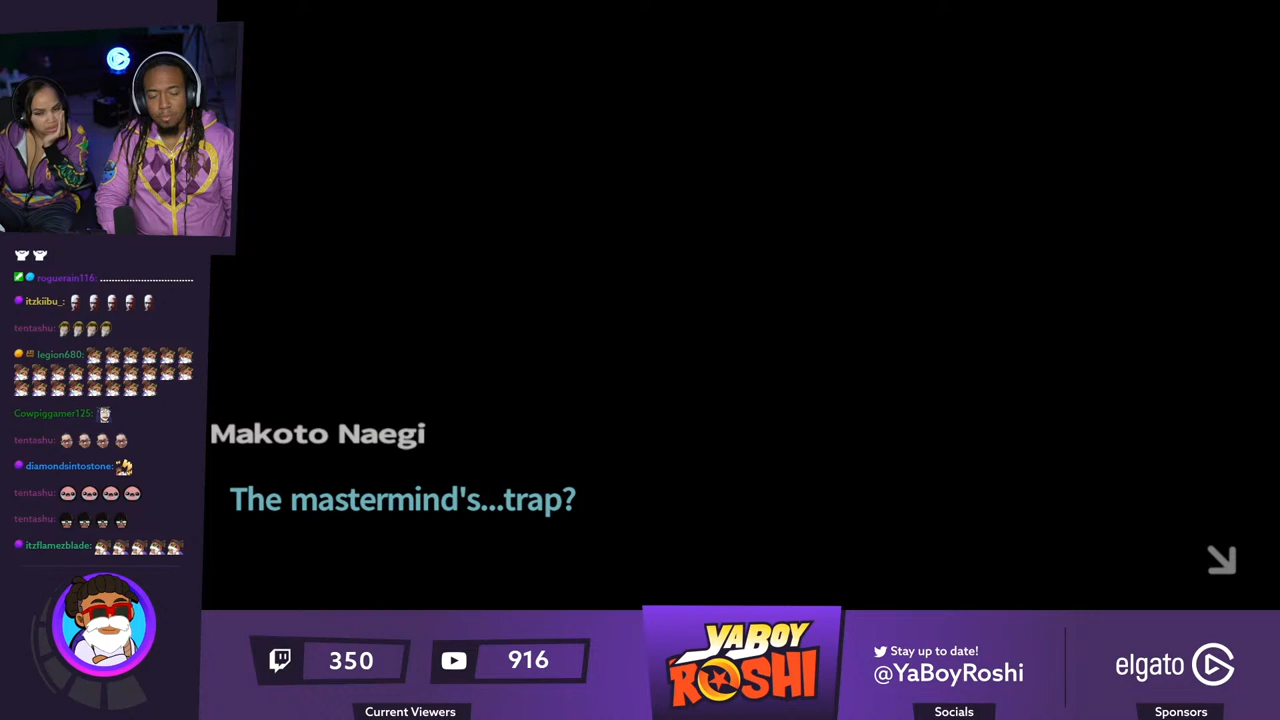 roguerain116: ................................
itzkiibu_:
tentashu:
legion680:
Cowpiggamer125:
tentashu:
diamondsintostone:
tentashu:
tentashu:
itzflamezblade:
Makoto Naegi
The mastermind's...trap?
350
916
Current Viewers
YABOY
ROSHI
Stay up to date!
@YaBoyRoshi
Socials
elgato
Sponsors